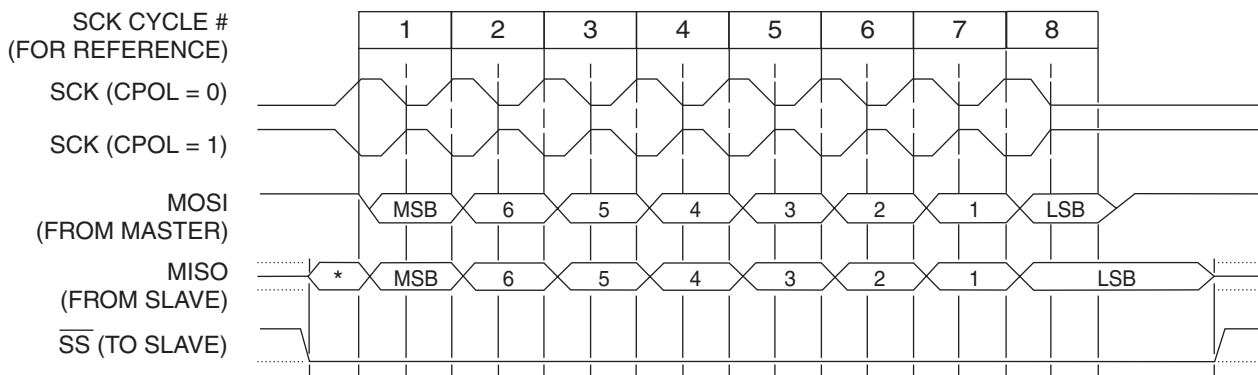 SCK CYCLE #
(FOR REFERENCE)
1 2 3 4 5 6 7 8
SCK (CPOL = 0)
SCK (CPOL = 1)
MOSI
(FROM MASTER)
MSB 6 5 4 3 2 1 LSB
MISO
(FROM SLAVE)
* MSB 6 5 4 3 2 1 LSB
S̅S̅ (TO SLAVE)